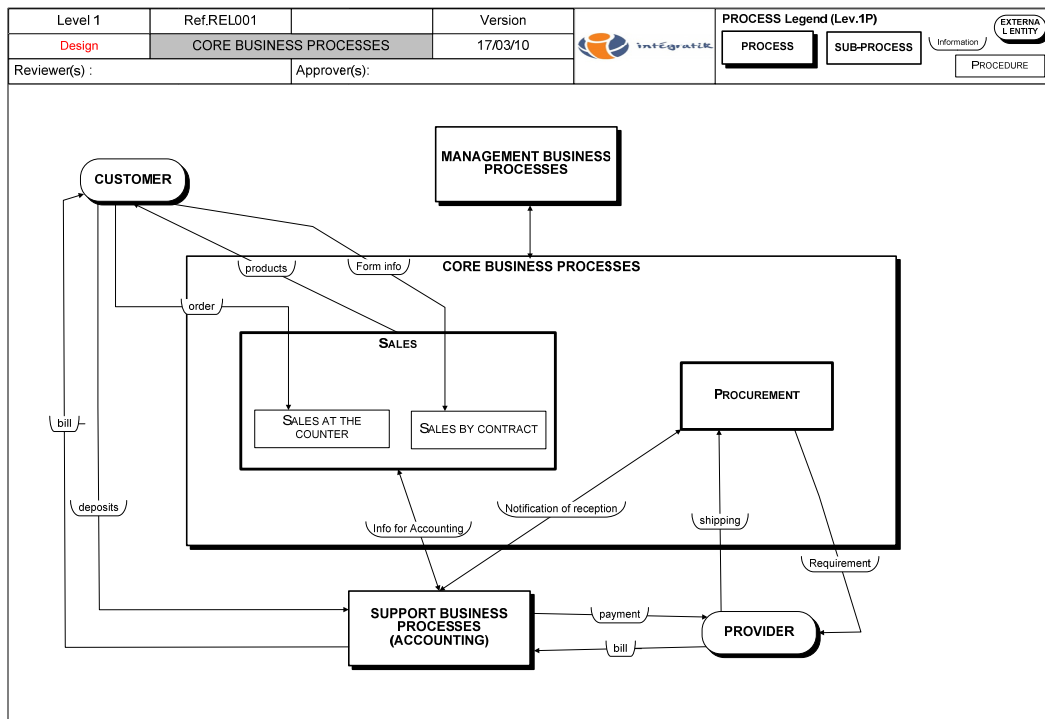 Level 1
Ref.REL001
Version
Design
CORE BUSINESS PROCESSES
17/03/10
Reviewer(s) :
Approver(s):
intégratik
PROCESS Legend (Lev.1P)
PROCESS
SUB-PROCESS
Information
EXTERNA
L ENTITY
PROCEDURE
MANAGEMENT BUSINESS
PROCESSES
CUSTOMER
products
Form info
CORE BUSINESS PROCESSES
order
SALES
PROCUREMENT
SALES AT THE
COUNTER
SALES BY CONTRACT
bill
deposits
Info for Accounting
Notification of reception
shipping
Requirement
SUPPORT BUSINESS
PROCESSES
(ACCOUNTING)
payment
PROVIDER
bill